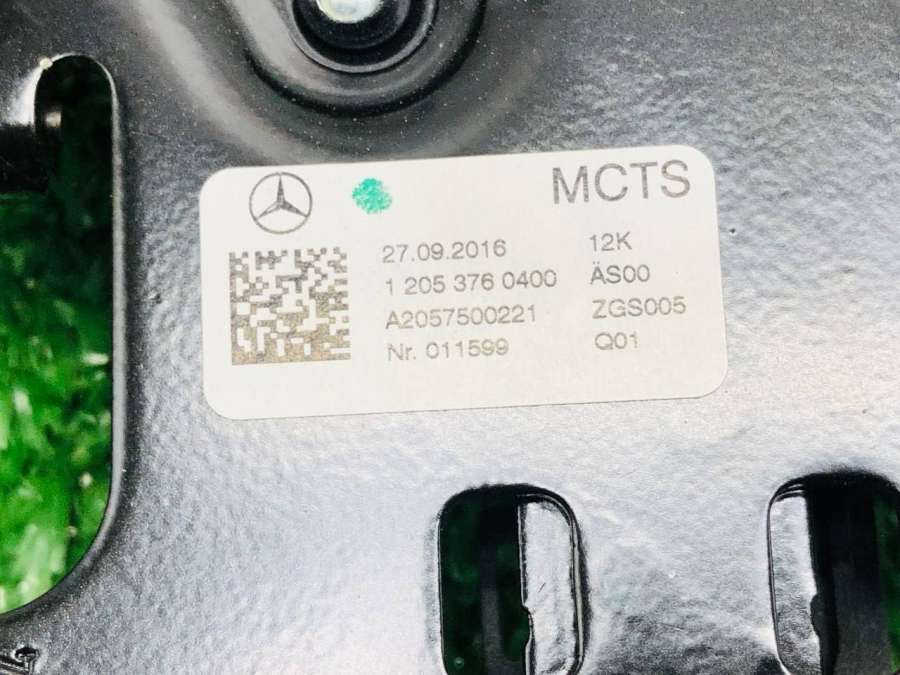 MCTS
27.09.2016 12K
1 205 376 0400 ÄS00
A2057500221 ZGS005
Nr. 011599 Q01